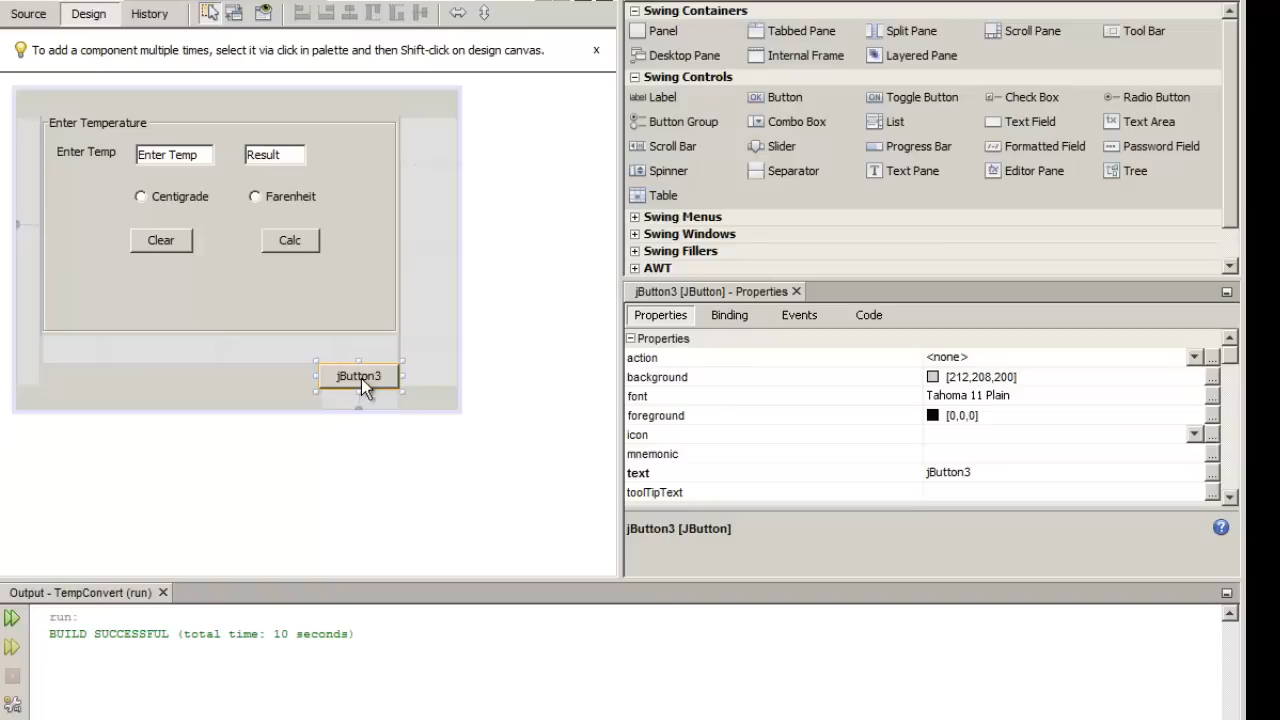 Source Design History
To add a component multiple times, select it via click in palette and then Shift-click on design canvas. x
Enter Temperature
Enter Temp Enter Temp Result
Centigrade Farenheit
Clear Calc
jButton3
Swing Containers
Panel Tabbed Pane Split Pane Scroll Pane Tool Bar
Desktop Pane Internal Frame Layered Pane
Swing Controls
label Label OK Button ON Toggle Button Check Box Radio Button
Button Group Combo Box List Text Field Text Area
Scroll Bar Slider Progress Bar Formatted Field Password Field
Spinner Separator T Text Pane Editor Pane Tree
Table
Swing Menus
Swing Windows
Swing Fillers
AWT
jButton3 [JButton] - Properties
Properties Binding Events Code
Properties
action <none> ...
background [212,208,200] ...
font Tahoma 11 Plain ...
foreground [0,0,0] ...
icon ...
mnemonic ...
text jButton3 ...
toolTipText ...
jButton3 [JButton] ?
Output - TempConvert (run)
run:
BUILD SUCCESSFUL (total time: 10 seconds)